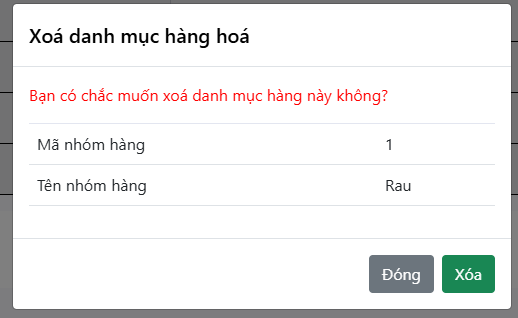 Xoá danh mục hàng hoá
Bạn có chắc muốn xoá danh mục hàng này không?
Mã nhóm hàng 1
Tên nhóm hàng Rau
Đóng Xóa